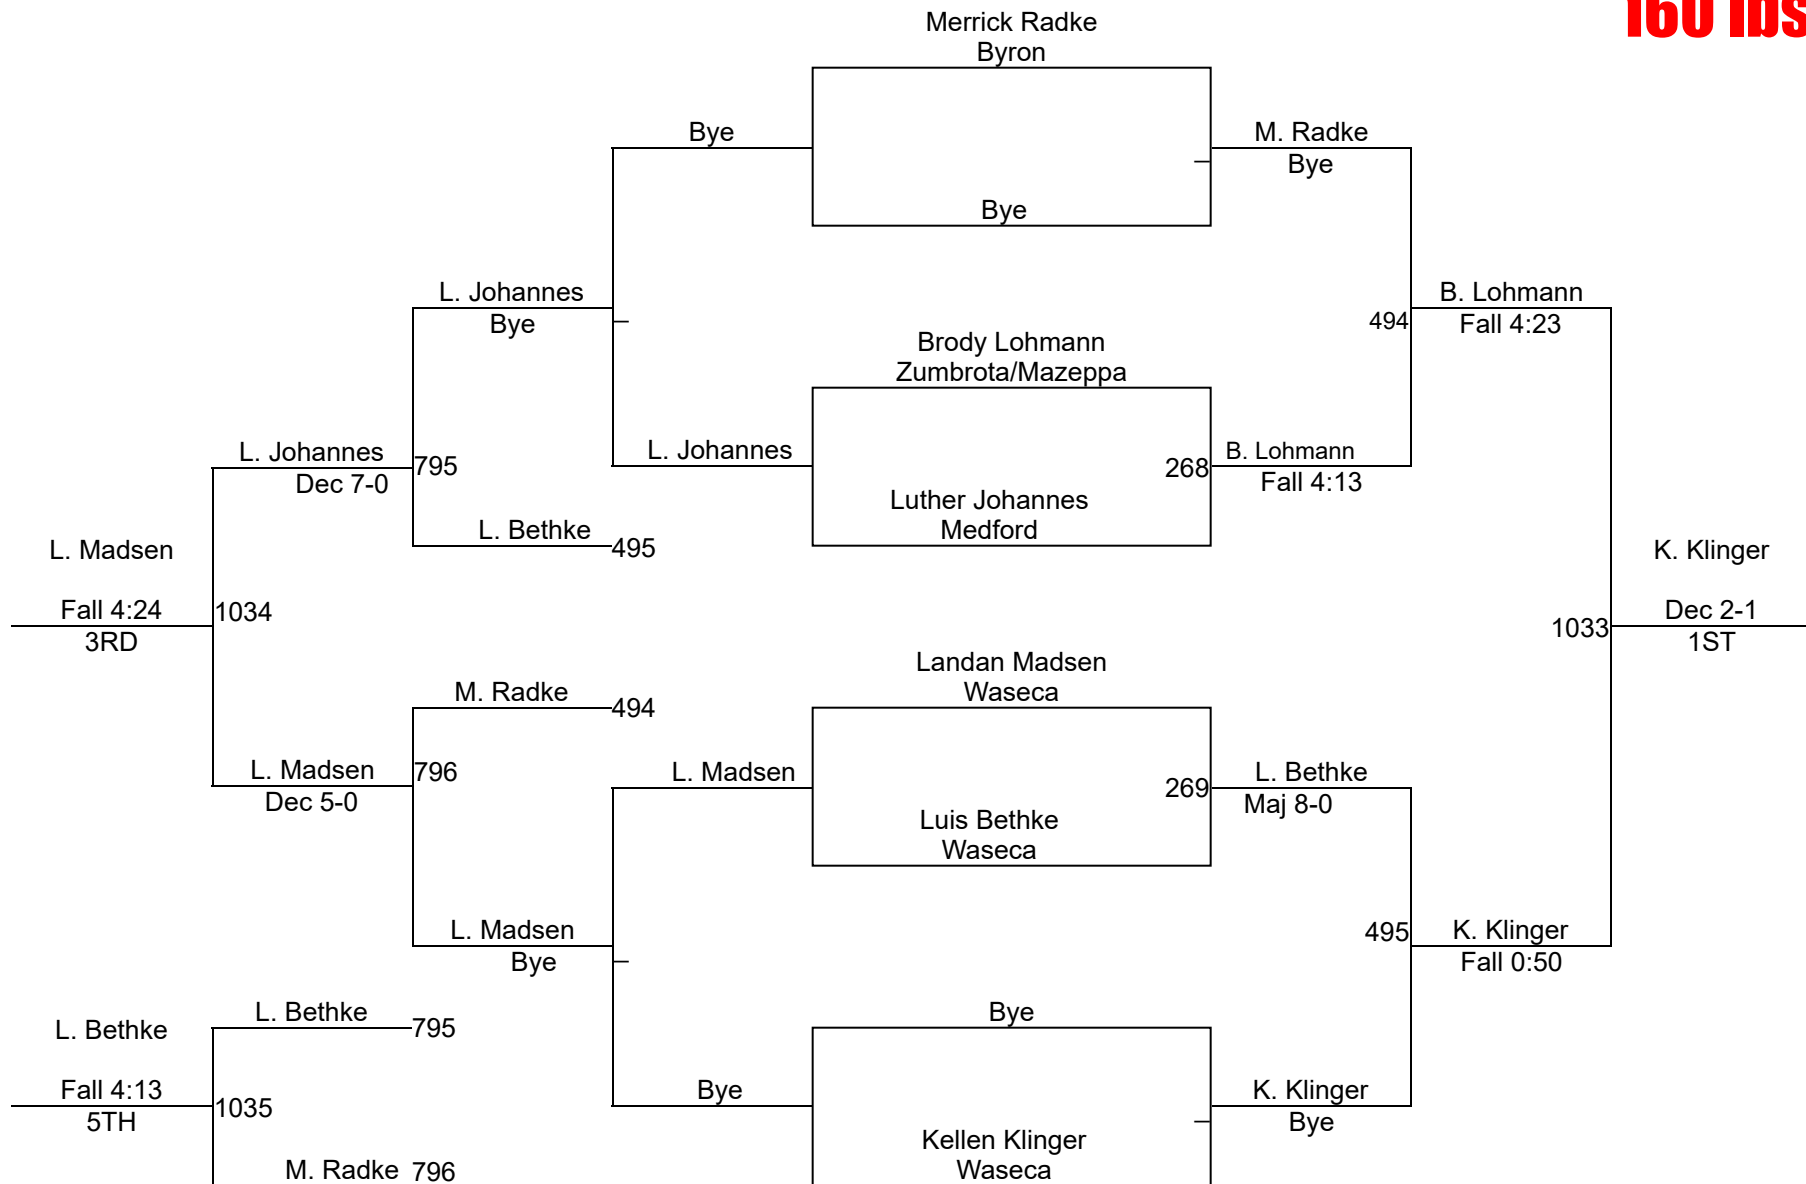 160 lbs
Merrick Radke
Byron
Bye
M. Radke
Bye
Bye
L. Johannes
Bye
B. Lohmann
Fall 4:23
494
Brody Lohmann
Zumbrota/Mazeppa
L. Johannes
Dec 7-0
795
L. Johannes
268
B. Lohmann
Fall 4:13
Luther Johannes
Medford
L. Bethke
495
L. Madsen
Fall 4:24
3RD
1034
K. Klinger
Dec 2-1
1ST
1033
Landan Madsen
Waseca
M. Radke
494
L. Madsen
Dec 5-0
796
L. Madsen
269
L. Bethke
Maj 8-0
Luis Bethke
Waseca
L. Madsen
Bye
495
K. Klinger
Fall 0:50
L. Bethke
795
Bye
L. Bethke
Fall 4:13
5TH
1035
Bye
K. Klinger
Bye
Kellen Klinger
Waseca
M. Radke
796